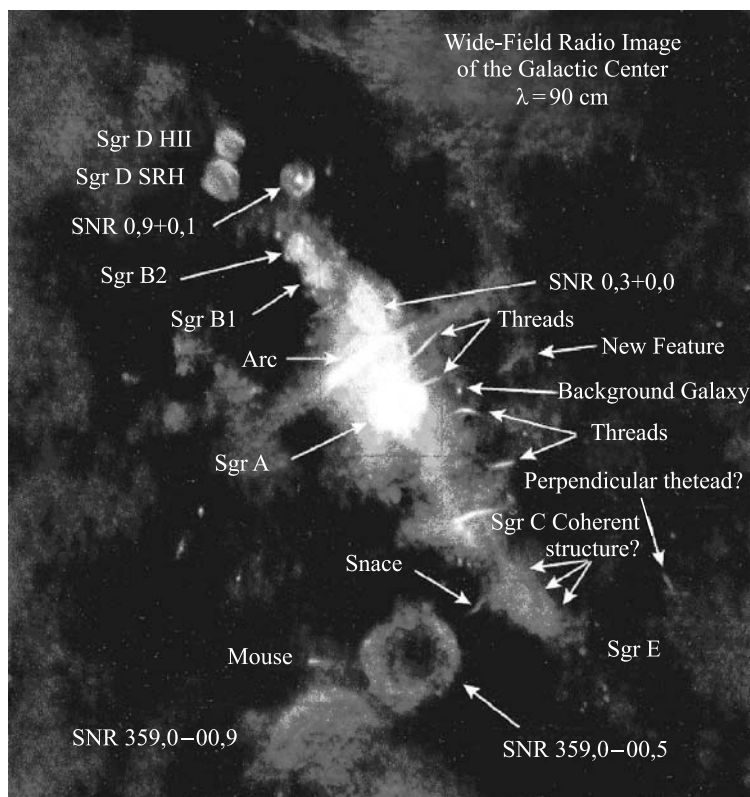 Wide-Field Radio Image
of the Galactic Center
λ=90 cm
Sgr D HII
Sgr D SRH
SNR 0,9+0,1
Sgr B2
Sgr B1
SNR 0,3+0,0
Threads
New Feature
Arc
Background Galaxy
Threads
Sgr A
Perpendicular thetead?
Sgr C Coherent
structure?
Snace
Sgr E
Mouse
SNR 359,0−00,9
SNR 359,0−00,5